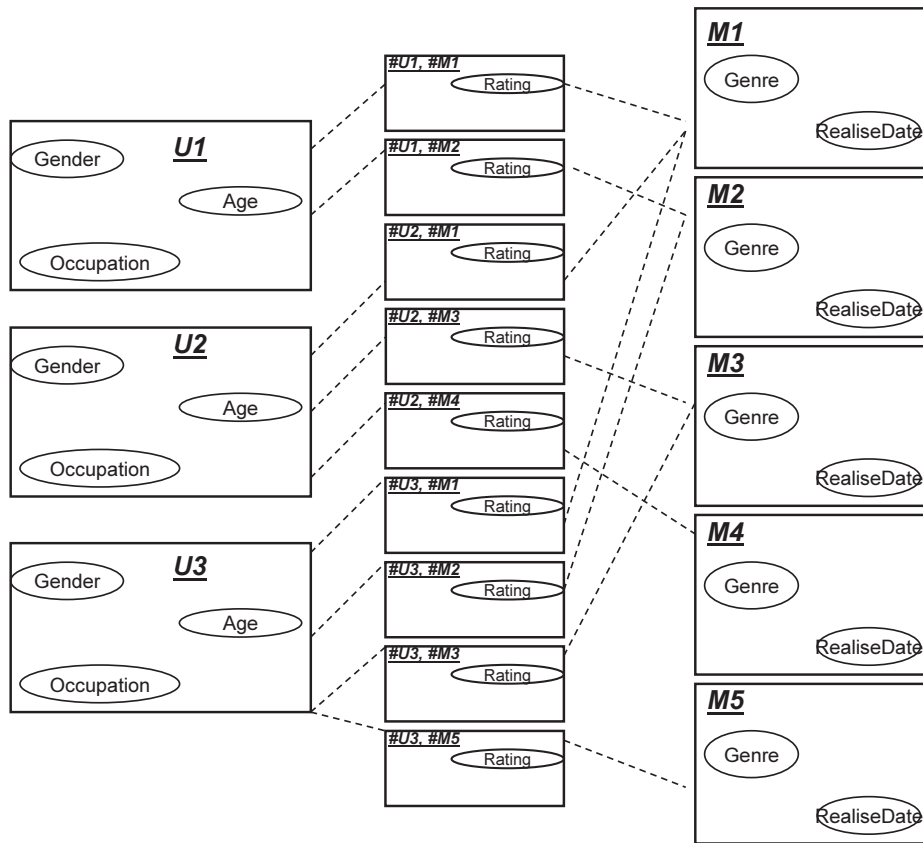 U1
Gender
Age
Occupation
U2
Gender
Age
Occupation
U3
Gender
Age
Occupation
#U1, #M1
Rating
#U1, #M2
Rating
#U2, #M1
Rating
#U2, #M3
Rating
#U2, #M4
Rating
#U3, #M1
Rating
#U3, #M2
Rating
#U3, #M3
Rating
#U3, #M5
Rating
M1
Genre
RealiseDate
M2
Genre
RealiseDate
M3
Genre
RealiseDate
M4
Genre
RealiseDate
M5
Genre
RealiseDate